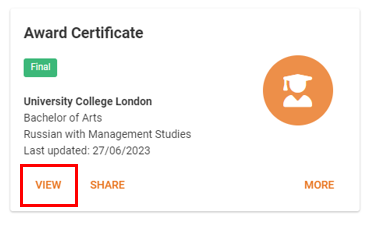 Award Certificate
Final
University College London
Bachelor of Arts
Russian with Management Studies
Last updated: 27/06/2023
VIEW SHARE MORE